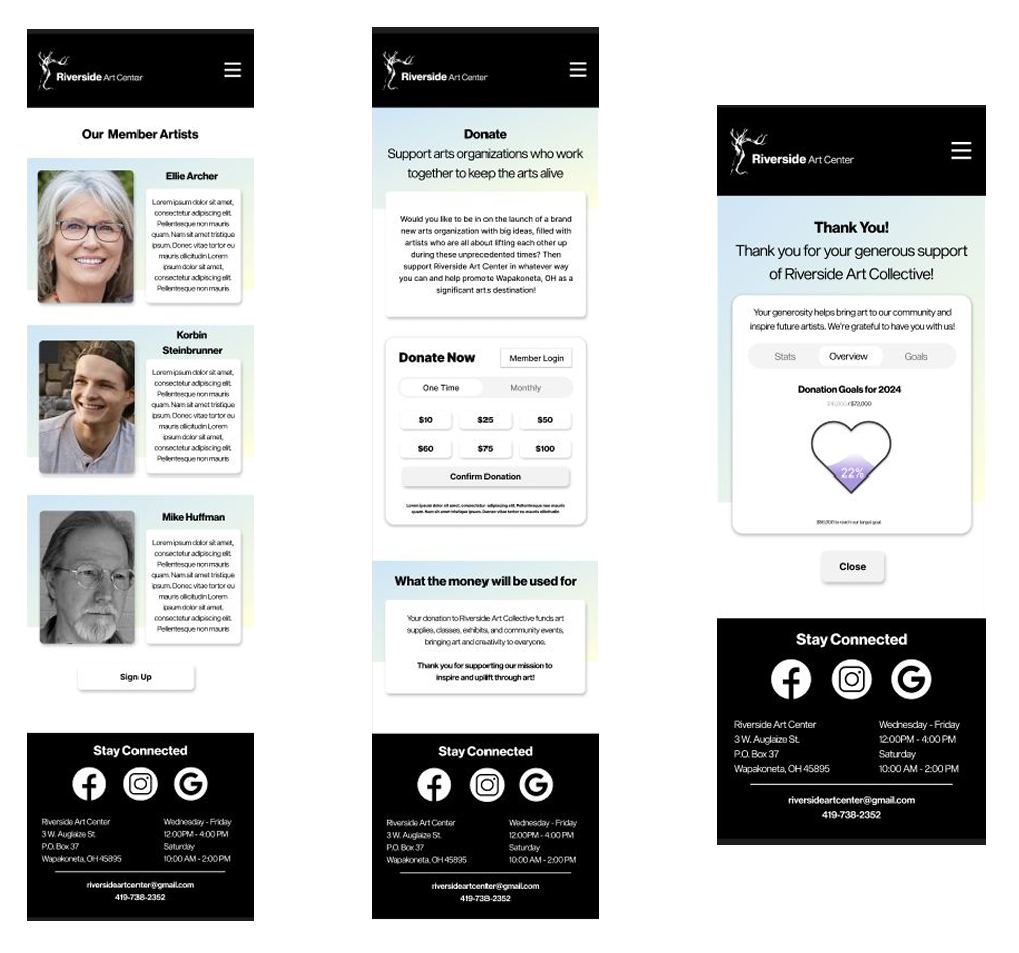 Riverside Art Center
Our Member Artists
Ellie Archer
Lorem ipsum dolor sit amet,
consectetur adipiscing elit.
Pellentesque non mauris
quam. Nam sit amet tristique
ipsum. Donec vitae tortor eu
mauris dloitudin Lorem
ipsum dolor sit amet,
consectetur adipiscing elit.
Pellentesque non mauris
Korbin
Steinbrunner
Lorem ipsum dolor sit amet,
consectetur adipiscing elit.
Pellentesque non mauris
quam. Nam sit amet tristique
ipsum. Donec vitae tortor eu
mauris dloitudin Lorem
ipsum dolor sit amet,
consectetur adipiscing elit.
Pellentesque non mauris
Mike Huffman
Lorem ipsum dolor sit amet,
consectetur adipiscing elit.
Pellentesque non mauris
quam. Nam sit amet tristique
ipsum. Donec vitae tortor eu
mauris dloitudin Lorem
ipsum dolor sit amet,
consectetur adipiscing elit.
Pellentesque non mauris
Sign Up
Stay Connected
Riverside Art Center
3 W. Auglaize St.
P.O. Box 37
Wapakoneta, OH 45895
Wednesday - Friday
12:00PM - 4:00 PM
Saturday
10:00 AM - 2:00 PM
riversideartcenter@gmail.com
419-738-2352
Riverside Art Center
Donate
Support arts organizations who work
together to keep the arts alive
Would you like to be in on the launch of a brand
new arts organization with big ideas, filled with
artists who are all about lifting each other up
during these unprecedented times? Then
support Riverside Art Center in whatever way
you can and help promote Wapakoneta, OH as a
significant arts destination!
Donate Now
Member Login
One Time
Monthly
$10
$25
$50
$60
$75
$100
Confirm Donation
Lorem ipsum dolor sit amet, consectetur adipiscing elit. Pellentesque non mauris
quam. Nam sit amet tristique ipsum. Donec vitae tortor eu mauris
What the money will be used for
Your donation to Riverside Art Collective funds art
supplies, classes, exhibits, and community events,
bringing art and creativity to everyone.
Thank you for supporting our mission to
inspire and uplift through art!
Stay Connected
Riverside Art Center
3 W. Auglaize St.
P.O. Box 37
Wapakoneta, OH 45895
Wednesday - Friday
12:00PM - 4:00 PM
Saturday
10:00 AM - 2:00 PM
riversideartcenter@gmail.com
419-738-2352
Riverside Art Center
Thank You!
Thank you for your generous support
of Riverside Art Collective!
Your generosity helps bring art to our community and
inspire future artists. We're grateful to have you with us!
Stats
Overview
Goals
Donation Goals for 2024
/$72,000
22%
to reach our target goal.
Close
Stay Connected
Riverside Art Center
3 W. Auglaize St.
P.O. Box 37
Wapakoneta, OH 45895
Wednesday - Friday
12:00PM - 4:00 PM
Saturday
10:00 AM - 2:00 PM
riversideartcenter@gmail.com
419-738-2352